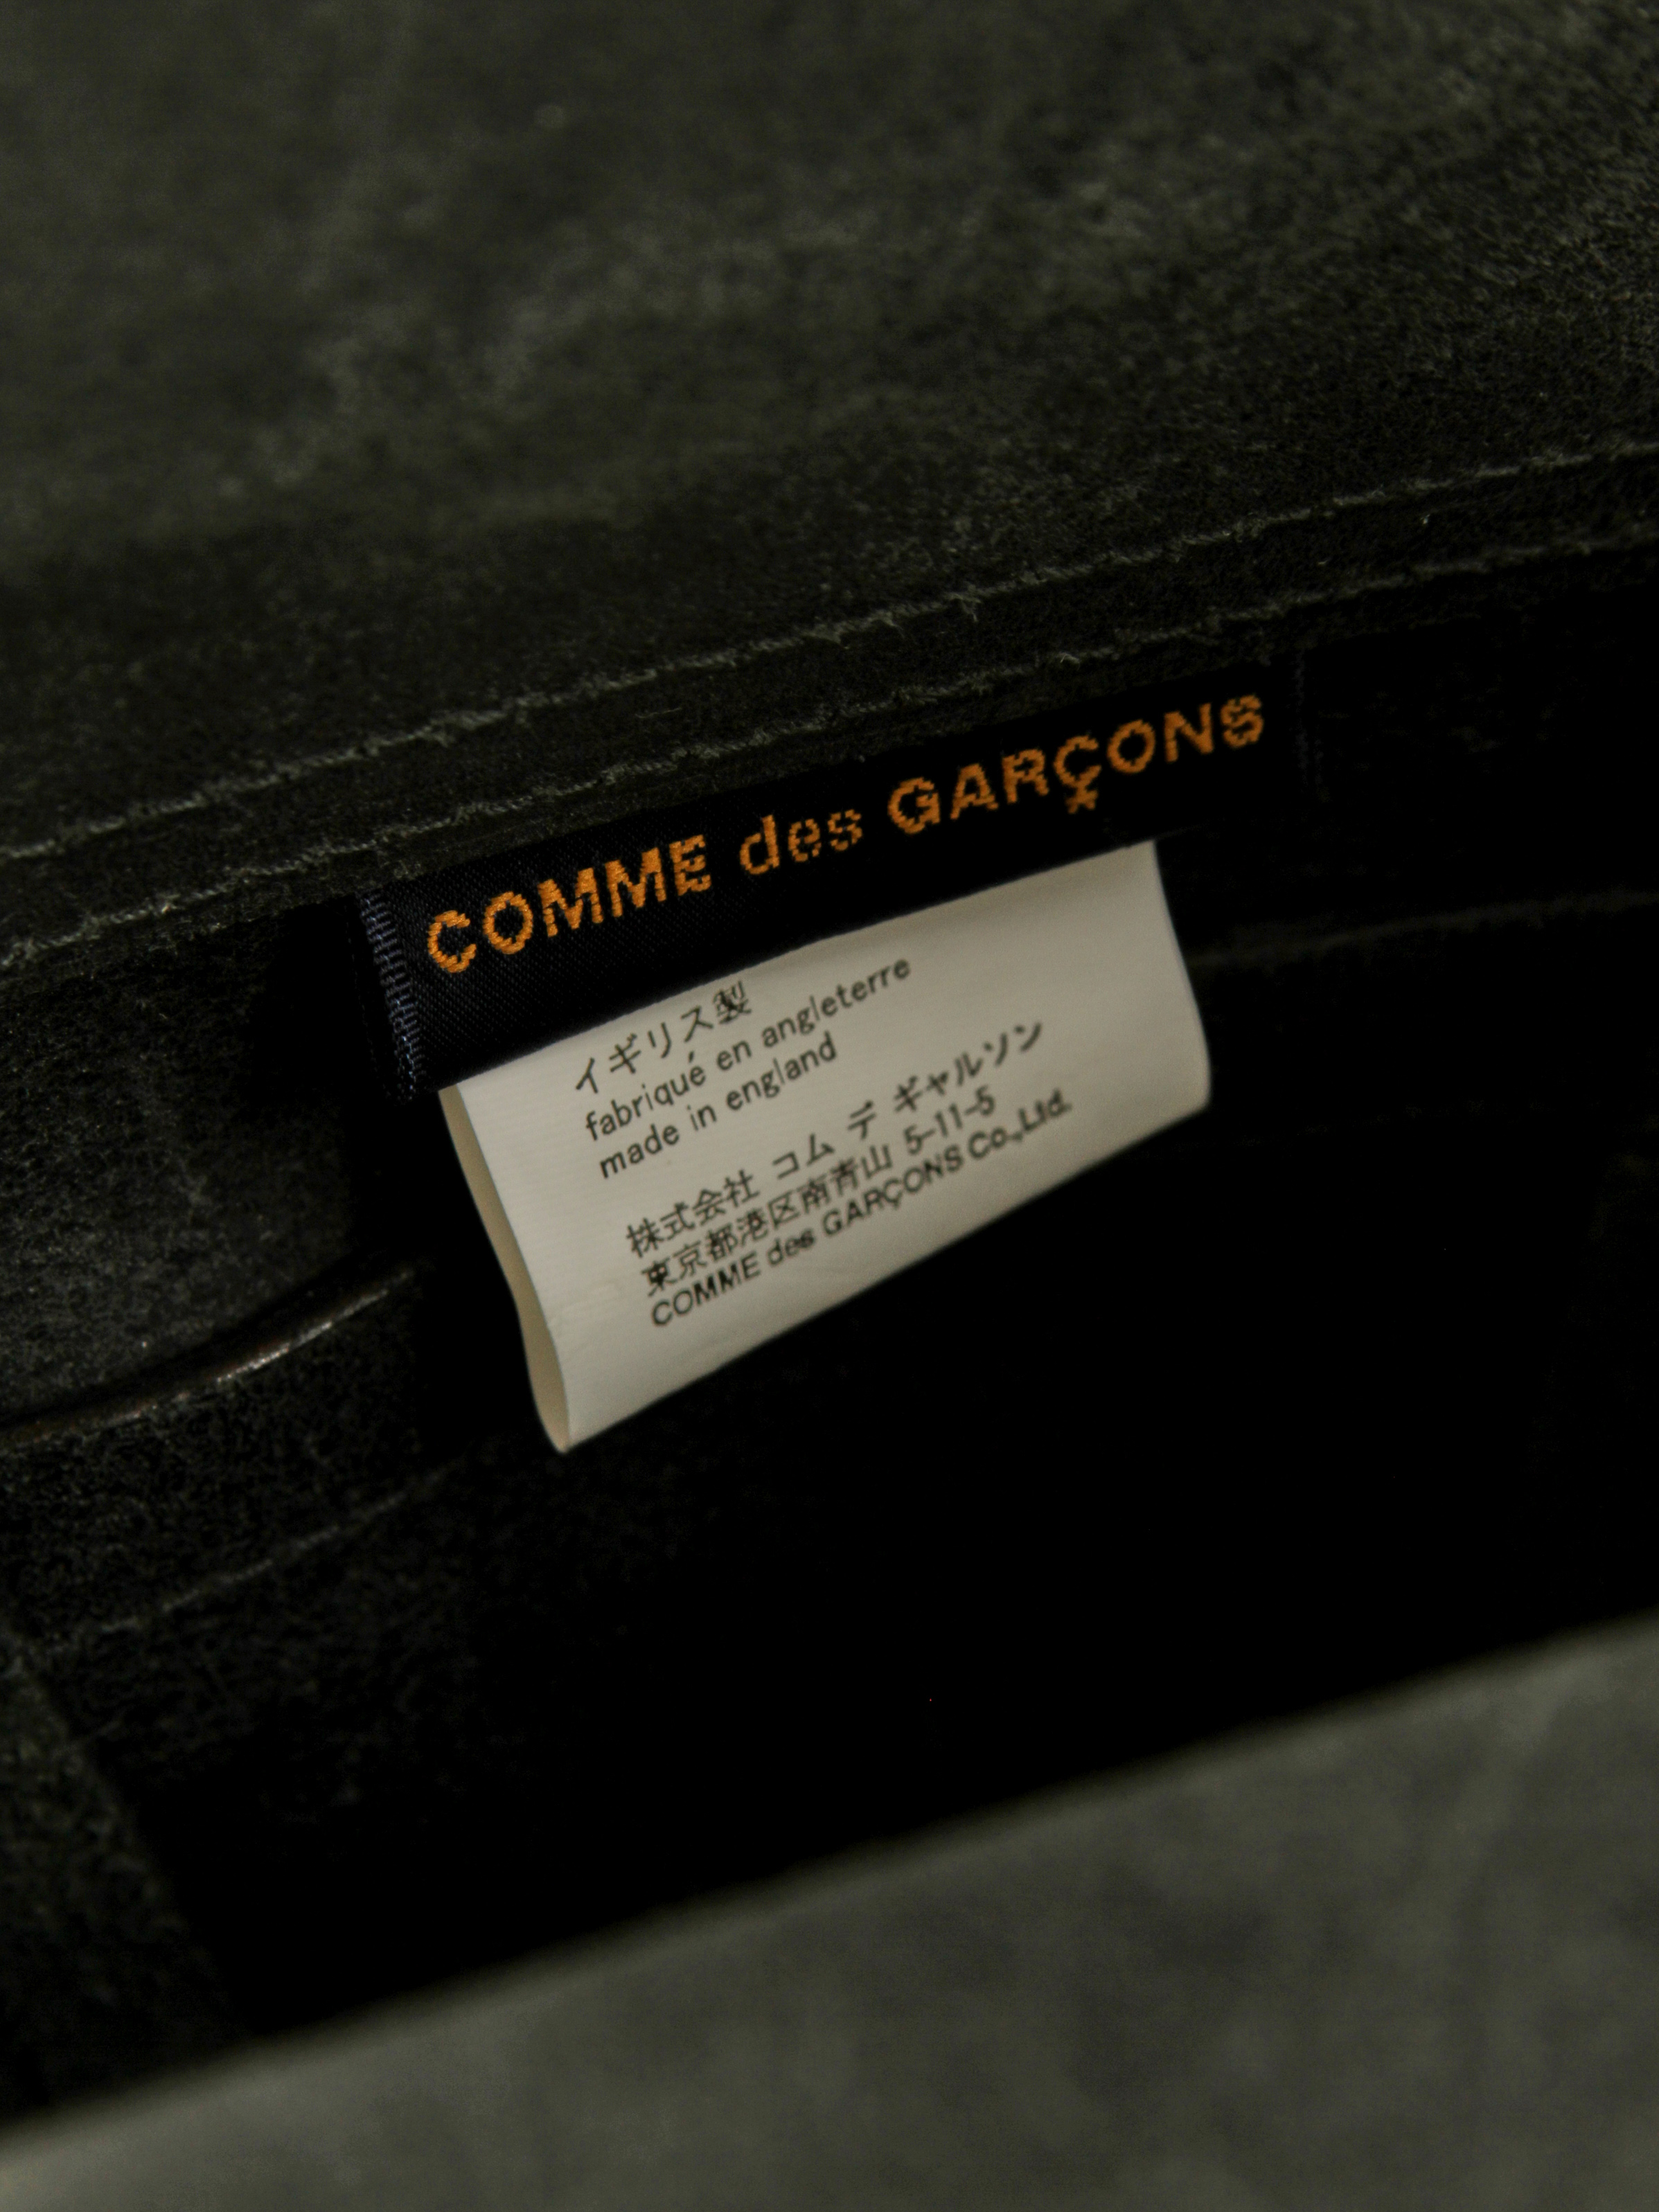 COMME des GARÇONS
イギリス製
fabriqué en angleterre
made in england
株式会社 コム デ ギャルソン
東京都港区南青山 5-11-5
COMME des GARÇONS Co.,Ltd.